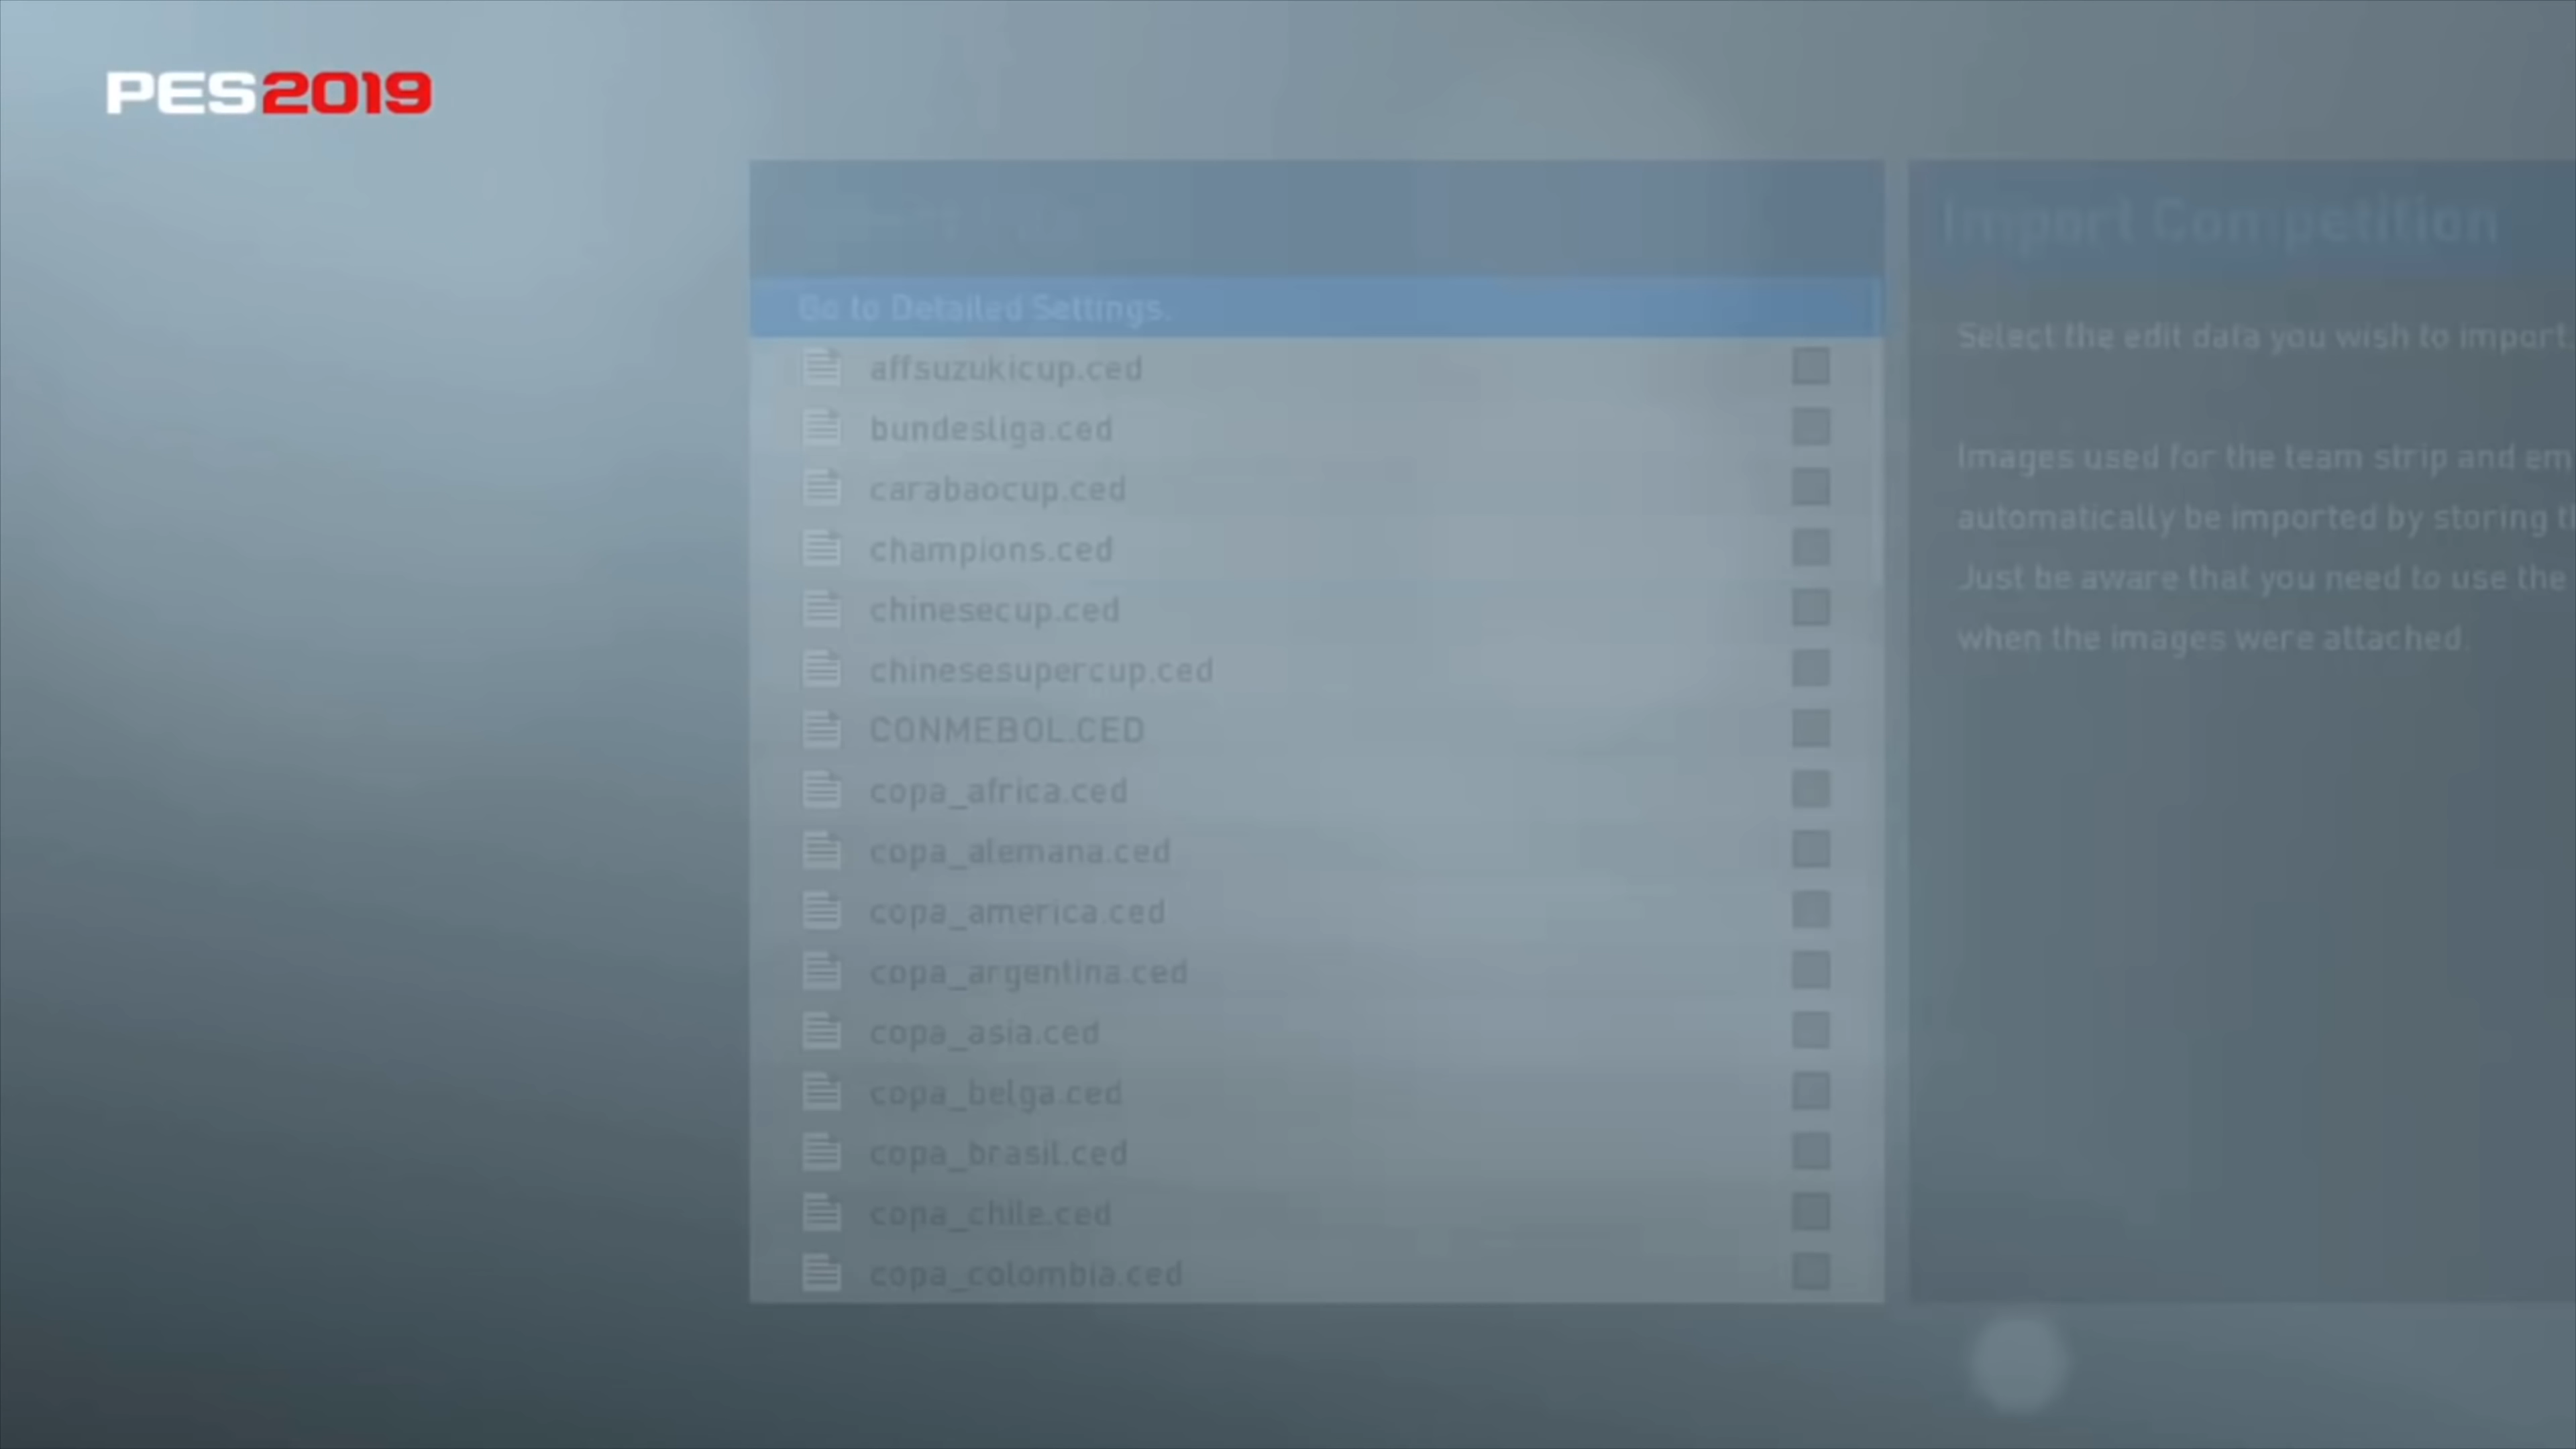 PES2019
Go to Detailed Settings.
affsuzukicup.ced
bundesliga.ced
carabaocup.ced
champions.ced
chinesecup.ced
chinesesupercup.ced
CONMEBOL.CED
copa_africa.ced
copa_alemana.ced
copa_america.ced
copa_argentina.ced
copa_asia.ced
copa_belga.ced
copa_brasil.ced
copa_chile.ced
copa_colombia.ced
Import Competition
Select the edit data you wish to import.
Images used for the team strip and em
automatically be imported by storing t
Just be aware that you need to use the
when the images were attached.